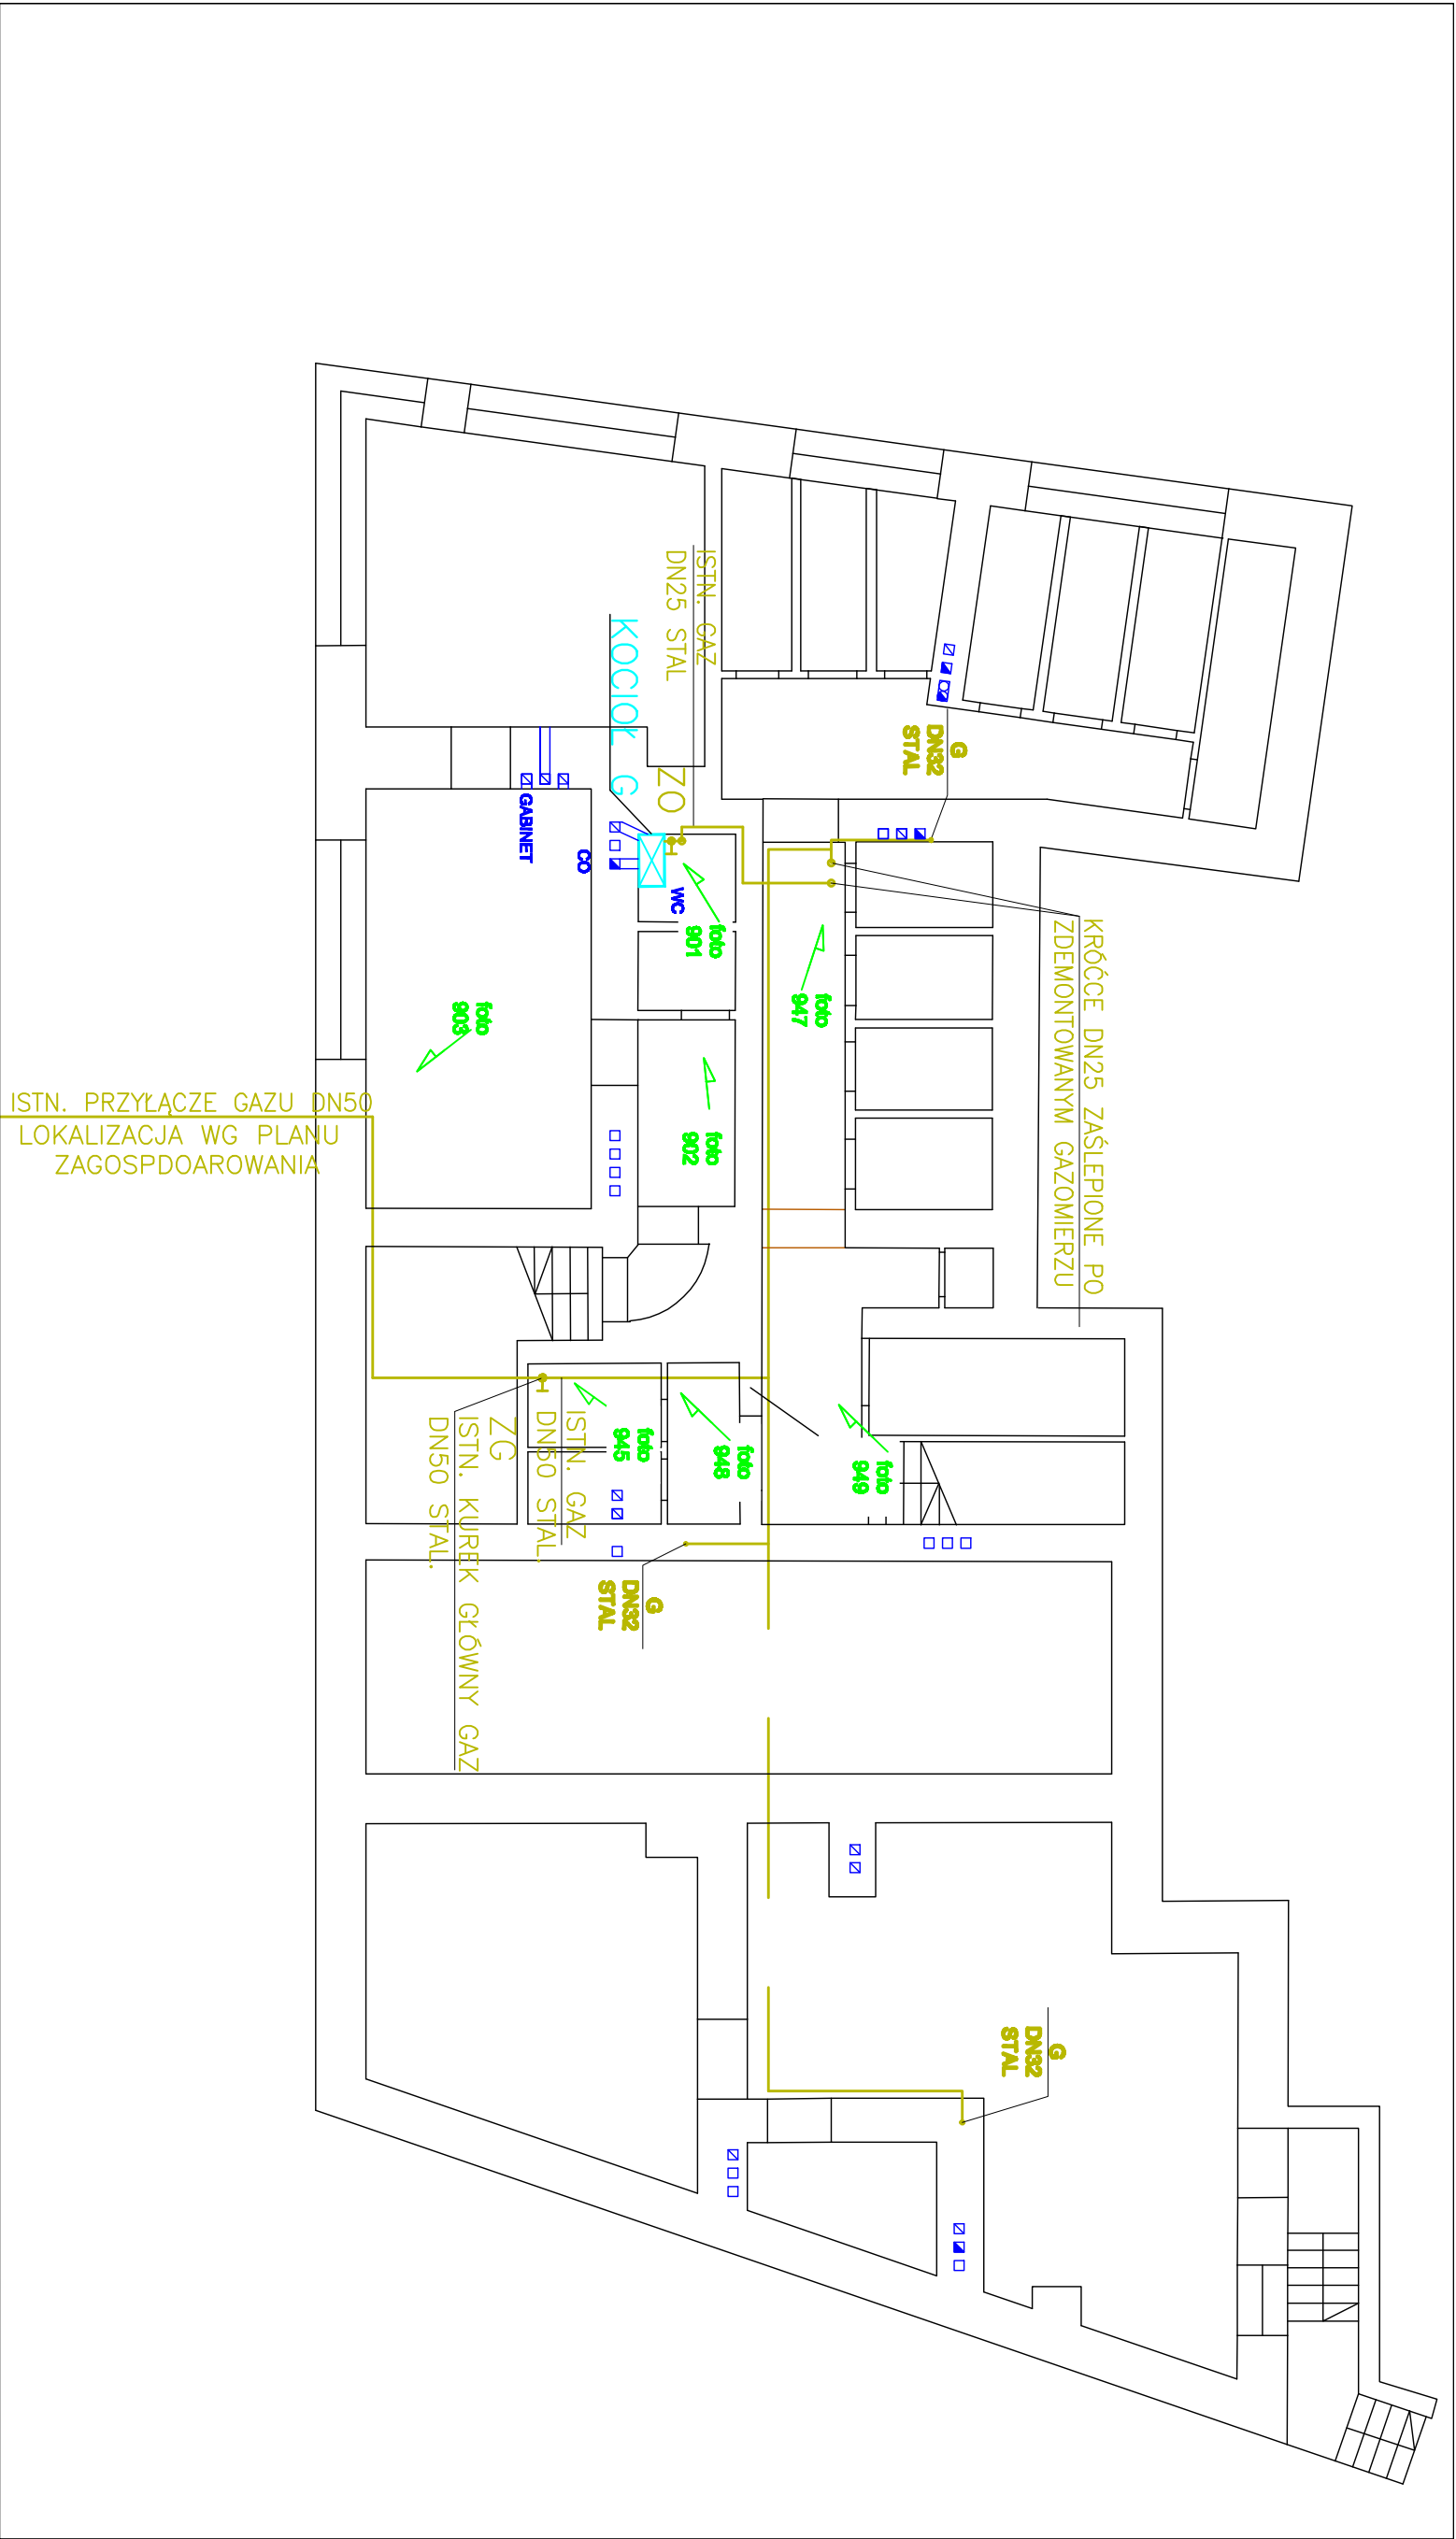 ISTN. GAZ
DN25 STAL
KOCIOŁ G
ZO
G
DN32
STAL
GABINET
CO
WC
foto
901
foto
947
foto
903
foto
902
KRÓĆCE DN25 ZAŚLEPIONE PO
ZDEMONTOWANYM GAZOMIERZU
ISTN. PRZYŁĄCZE GAZU DN50
LOKALIZACJA WG PLANU
ZAGOSPDOAROWANIA
foto
945
foto
948
foto
949
ISTN. GAZ
DN50 STAL.
ZG
ISTN. KUREK GŁÓWNY GAZ
DN50 STAL.
G
DN32
STAL
G
DN32
STAL